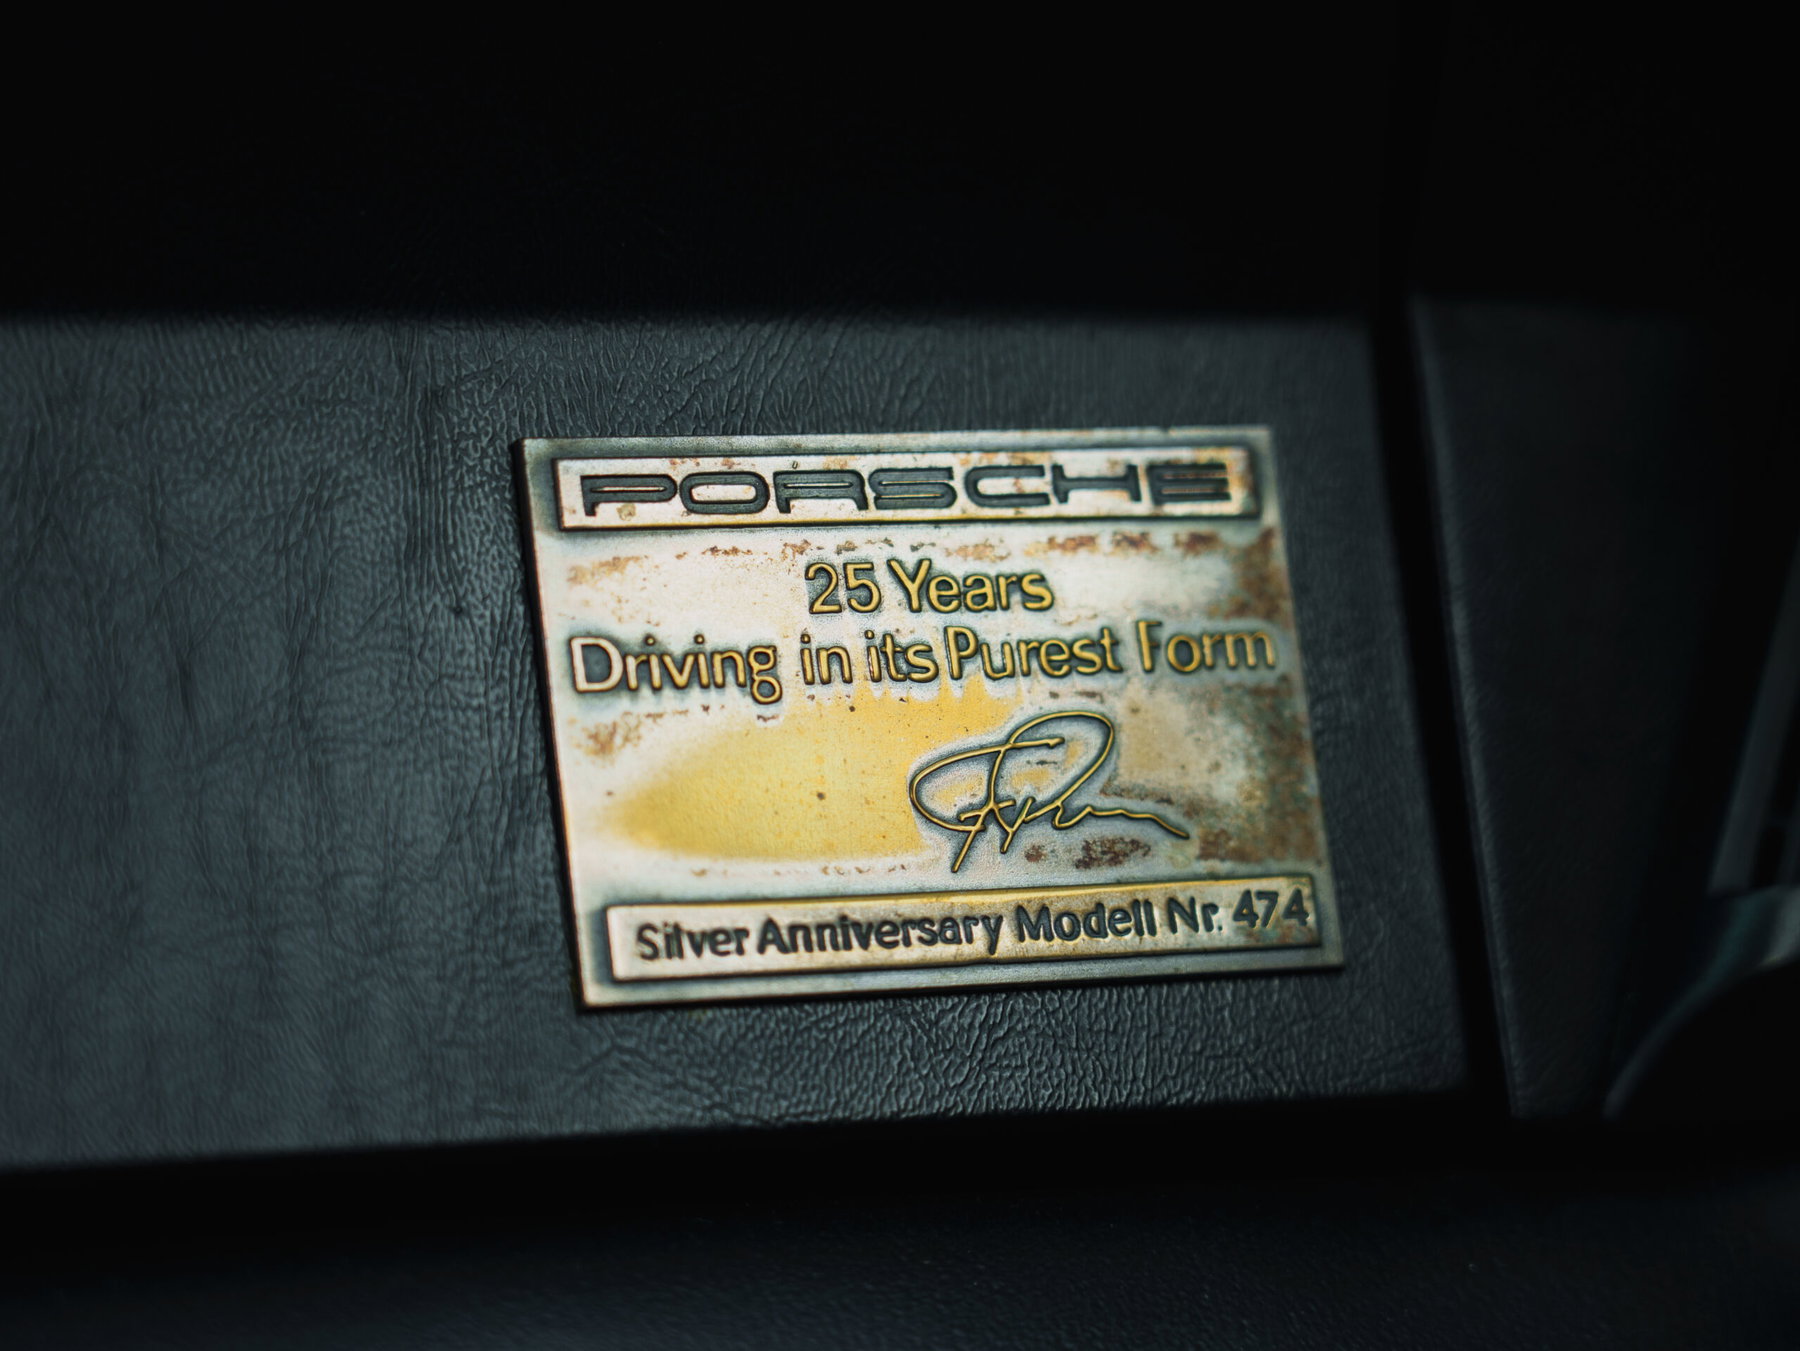 PORSCHE
25 Years
Driving in its Purest Form
Silver Anniversary Modell Nr. 474